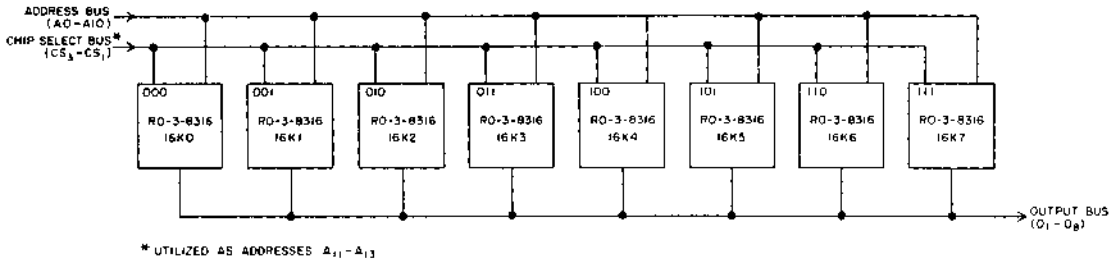 ADDRESS BUS
(A0-A10)
CHIP SELECT BUS*
(CS3-CS1)
000
001
010
011
100
101
110
111
RO-3-8316
16K0
RO-3-8316
16K1
RO-3-8316
16K2
RO-3-8316
16K3
RO-3-8316
16K4
RO-3-8316
16K5
RO-3-8316
16K6
RO-3-8316
16K7
OUTPUT BUS
(O1-O8)
* UTILIZED AS ADDRESSES A11-A13